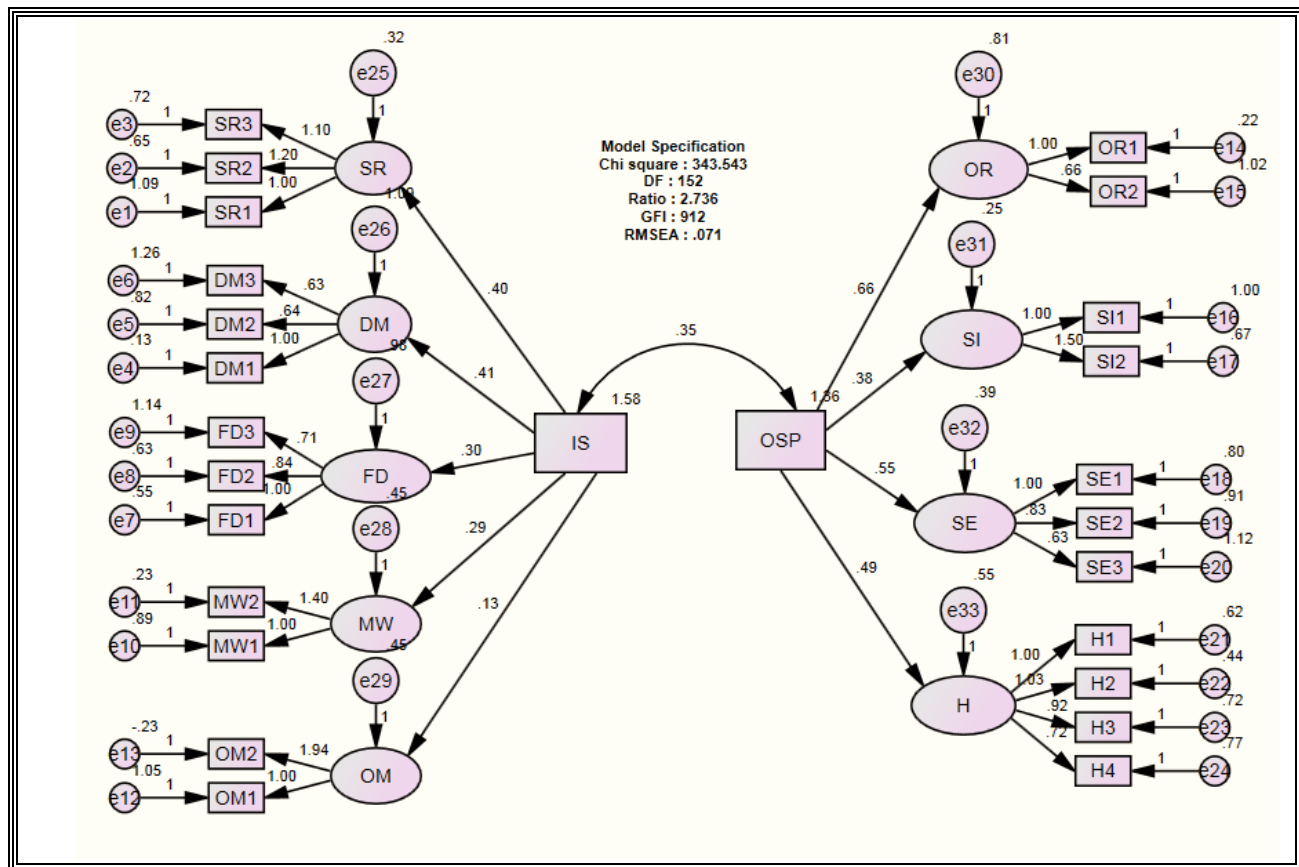 Model Specification
Chi square : 343.543
DF : 152
Ratio : 2.736
GFI : 912
RMSEA : .071
.32
e25
1
.72
e3 1 SR3 1.10
.65
e2 1 SR2 1.20 SR
1.09
e1 1 SR1 1.00
1.00
e26
1
1.26
e6 1 DM3 .63
.82
e5 1 DM2 .64 DM
.13
e4 1 DM1 1.00
.98
e27
1
1.14
e9 1 FD3 .71
.63
e8 1 FD2 .84 FD
.55
e7 1 FD1 1.00
.45
e28
1
.23
e11 1 MW2 1.40
.89
e10 1 MW1 1.00 MW
.45
e29
1
-.23
e13 1 OM2 1.94
1.05
e12 1 OM1 1.00 OM
.40
.41
.30
.29
.13
1.58
IS
.35
OSP
1.36
.66
.38
.55
.49
.81
e30
1
OR 1.00 OR1 1 e14 .22
.66 OR2 1 e15 1.02
.25
e31
1
SI 1.00 SI1 1 e16 1.00
1.50 SI2 1 e17 .67
.39
e32
1
SE 1.00 SE1 1 e18 .80
.83 SE2 1 e19 .91
.63 SE3 1 e20 1.12
.55
e33
1
H 1.00 H1 1 e21 .62
1.03 H2 1 e22 .44
.92 H3 1 e23 .72
.72 H4 1 e24 .77